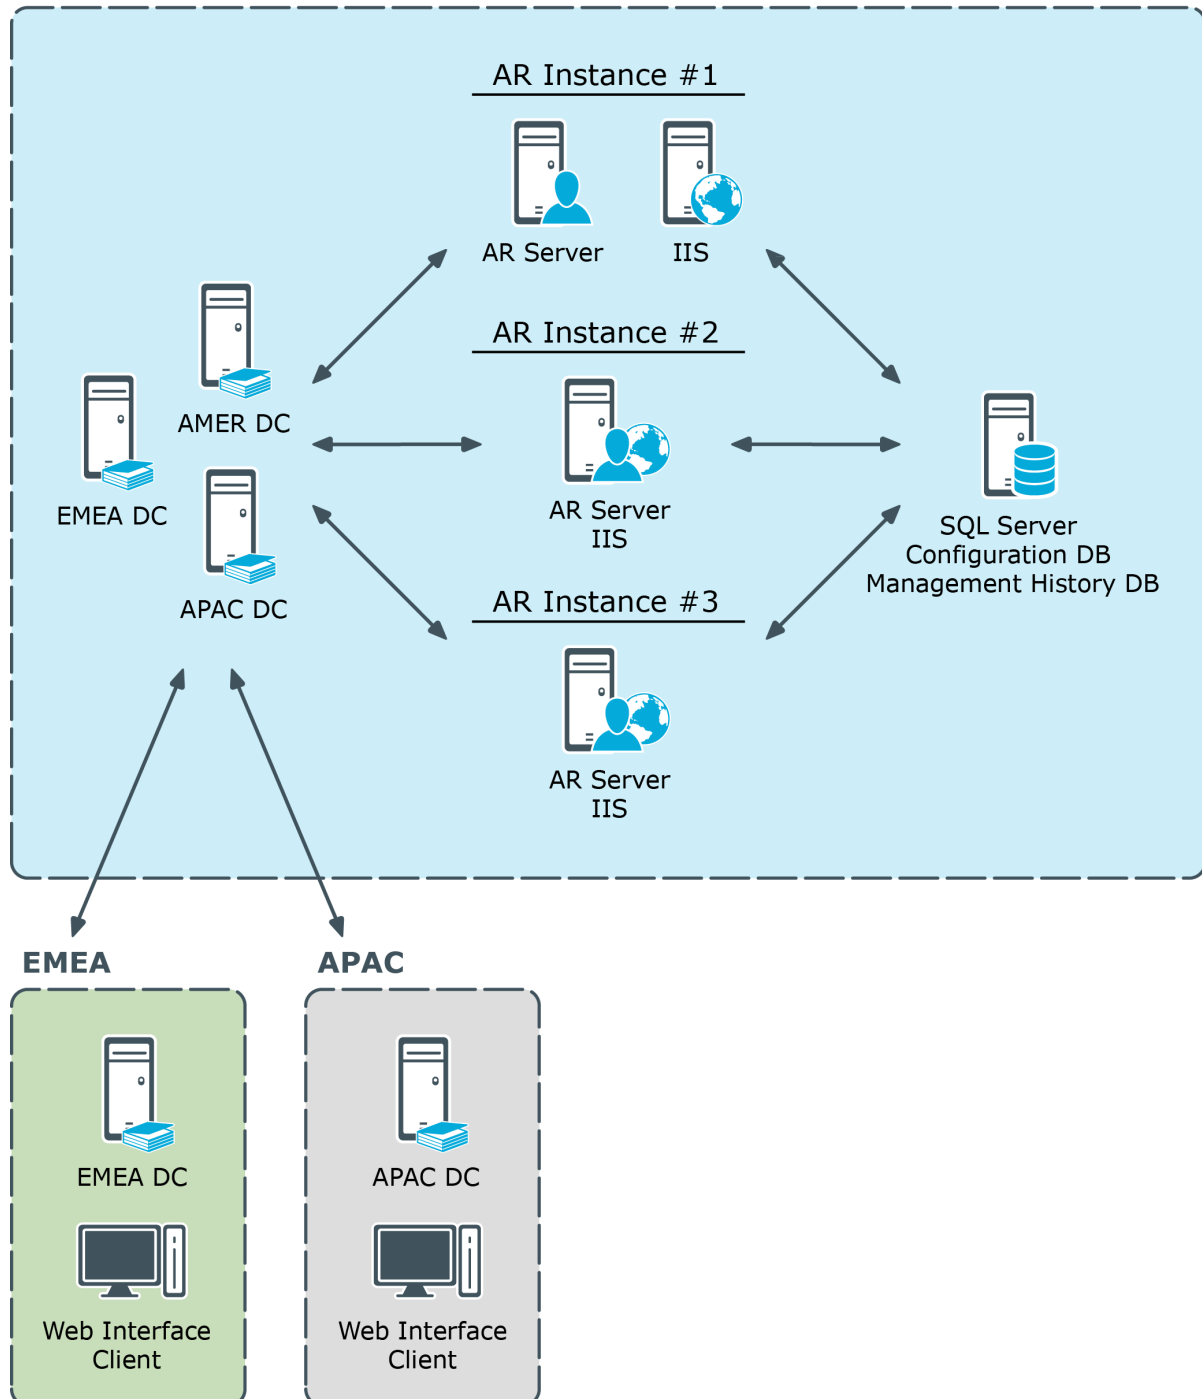 AR Instance #1
AR Server
IIS
AR Instance #2
AMER DC
EMEA DC
AR Server
IIS
SQL Server
Configuration DB
Management History DB
APAC DC
AR Instance #3
AR Server
IIS
EMEA
APAC
EMEA DC
APAC DC
Web Interface
Client
Web Interface
Client